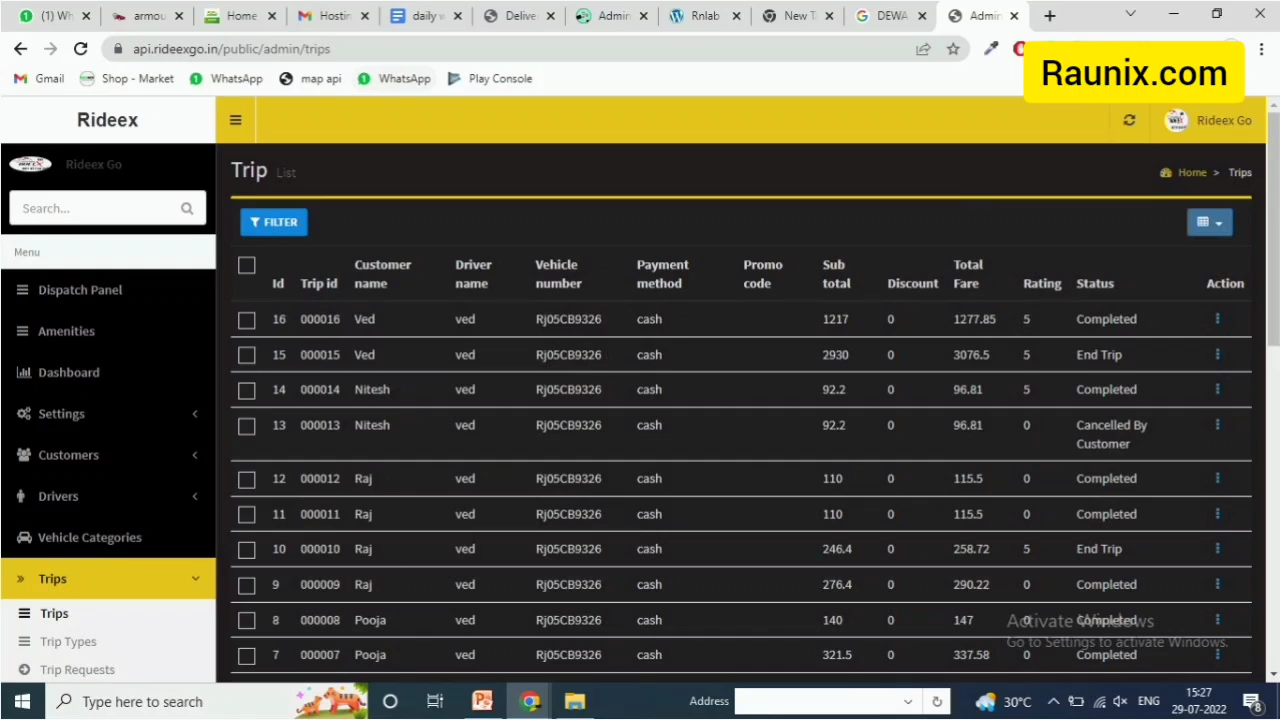 (1) Wh
armou
Home
Hostin
daily w
Delive
Admin
Rnlab
New T
DEWA
Admin
api.rideexgo.in/public/admin/trips
Raunix.com
Gmail
Shop - Market
WhatsApp
map api
WhatsApp
Play Console
Rideex
Rideex Go
Rideex Go
Search...
Menu
Dispatch Panel
Amenities
Dashboard
Settings
Customers
Drivers
Vehicle Categories
Trips
Trips
Trip Types
Trip Requests
Trip List
Home > Trips
FILTER
Id Trip id Customer name Driver name Vehicle number Payment method Promo code Sub total Discount Total Fare Rating Status Action
16 000016 Ved ved Rj05CB9326 cash 1217 0 1277.85 5 Completed
15 000015 Ved ved Rj05CB9326 cash 2930 0 3076.5 5 End Trip
14 000014 Nitesh ved Rj05CB9326 cash 92.2 0 96.81 5 Completed
13 000013 Nitesh ved Rj05CB9326 cash 92.2 0 96.81 0 Cancelled By Customer
12 000012 Raj ved Rj05CB9326 cash 110 0 115.5 0 Completed
11 000011 Raj ved Rj05CB9326 cash 110 0 115.5 0 Completed
10 000010 Raj ved Rj05CB9326 cash 246.4 0 258.72 5 End Trip
9 000009 Raj ved Rj05CB9326 cash 276.4 0 290.22 0 Completed
8 000008 Pooja ved Rj05CB9326 cash 140 0 147 0 Completed
7 000007 Pooja ved Rj05CB9326 cash 321.5 0 337.58 0 Completed
Activate Windows
Go to Settings to activate Windows.
Type here to search
Address
30°C
ENG
15:27
29-07-2022
8